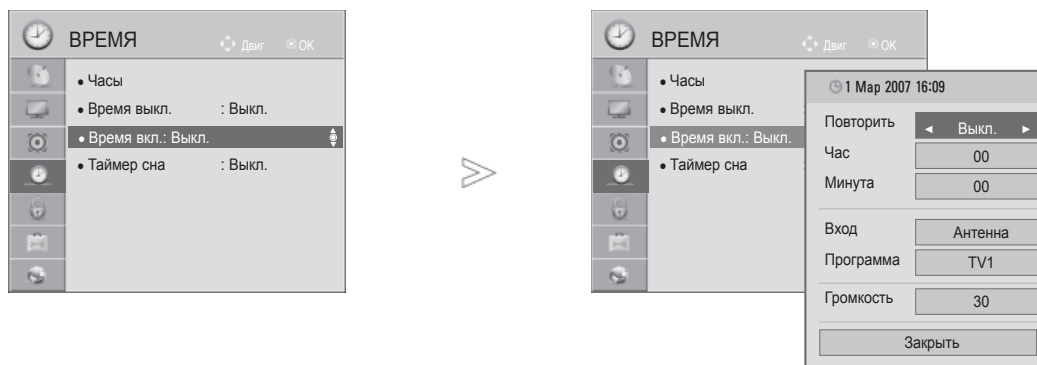 ВРЕМЯ
Двиг OK
• Часы
• Время выкл. : Выкл.
• Время вкл.: Выкл.
• Таймер сна : Выкл.
ВРЕМЯ
Двиг OK
• Часы
• Время выкл. :
• Время вкл.: Выкл.
• Таймер сна :
1 Мар 2007 16:09
Повторить ◄ Выкл. ►
Час 00
Минута 00
Вход Антенна
Программа TV1
Громкость 30
Закрыть